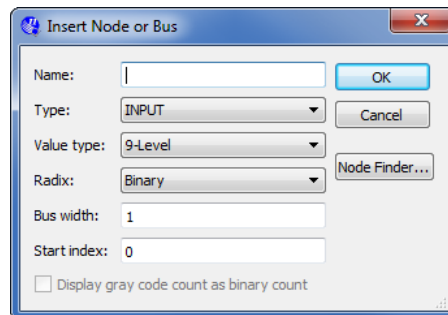 Insert Node or Bus
Name:
OK
Type: INPUT
Cancel
Value type: 9-Level
Node Finder...
Radix: Binary
Bus width: 1
Start index: 0
Display gray code count as binary count